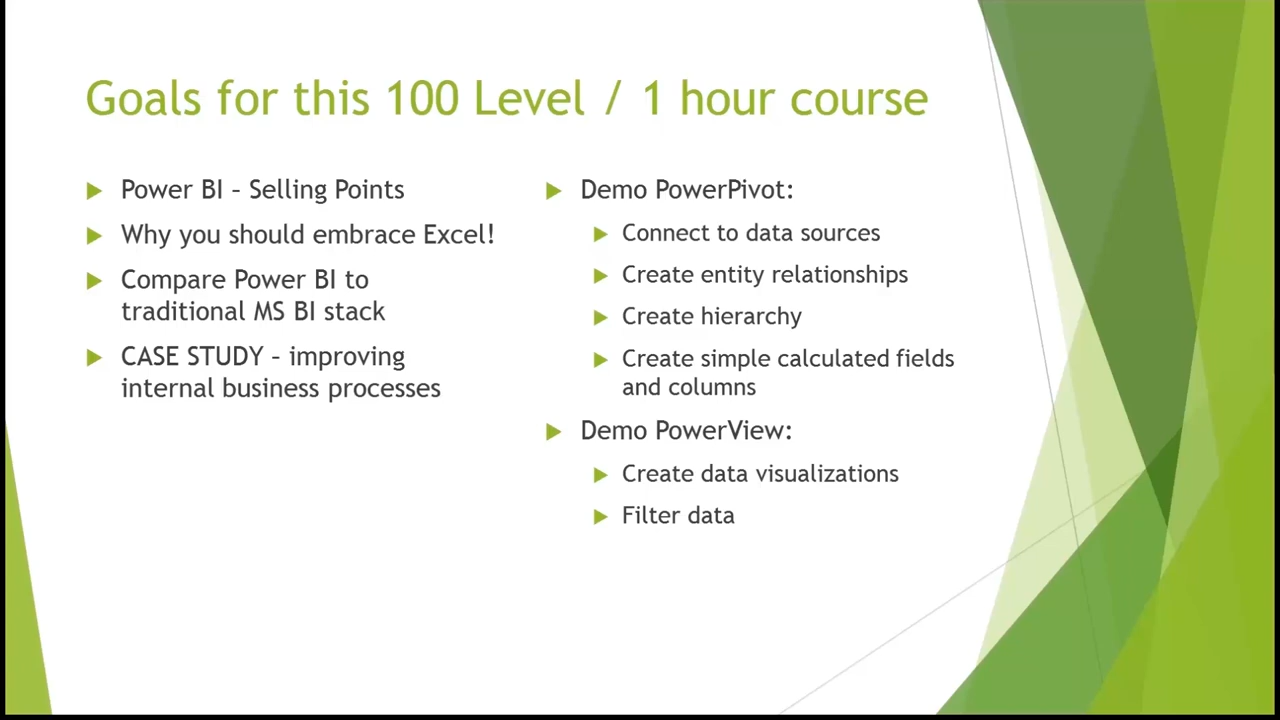 Goals for this 100 Level / 1 hour course
Power BI – Selling Points
Why you should embrace Excel!
Compare Power BI to
traditional MS BI stack
CASE STUDY – improving
internal business processes
Demo PowerPivot:
Connect to data sources
Create entity relationships
Create hierarchy
Create simple calculated fields
and columns
Demo PowerView:
Create data visualizations
Filter data